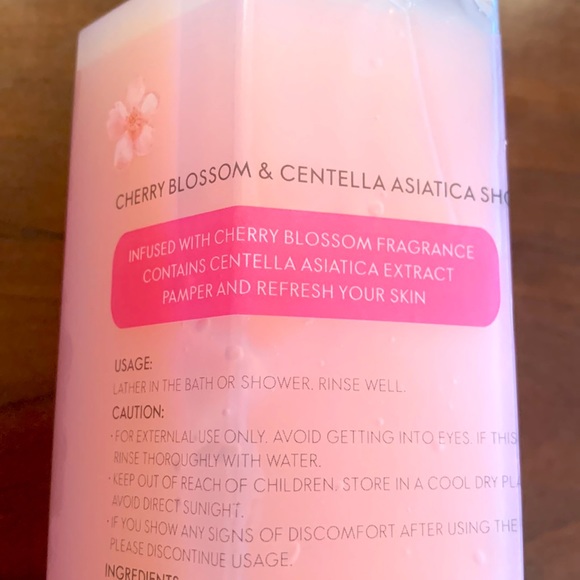 CHERRY BLOSSOM & CENTELLA ASIATICA
INFUSED WITH CHERRY BLOSSOM FRAGRANCE
CONTAINS CENTELLA ASIATICA EXTRACT
PAMPER AND REFRESH YOUR SKIN
USAGE:
LATHER IN THE BATH OR SHOWER. RINSE WELL.
CAUTION:
· FOR EXTERNLAL USE ONLY. AVOID GETTING INTO EYES. IF THIS
RINSE THOROUGHLY WITH WATER.
· KEEP OUT OF REACH OF CHILDREN. STORE IN A COOL DRY
AVOID DIRECT SUNIGHT.
· IF YOU SHOW ANY SIGNS OF DISCOMFORT AFTER USING THE
PLEASE DISCONTINUE USAGE.
INGREDIENTS